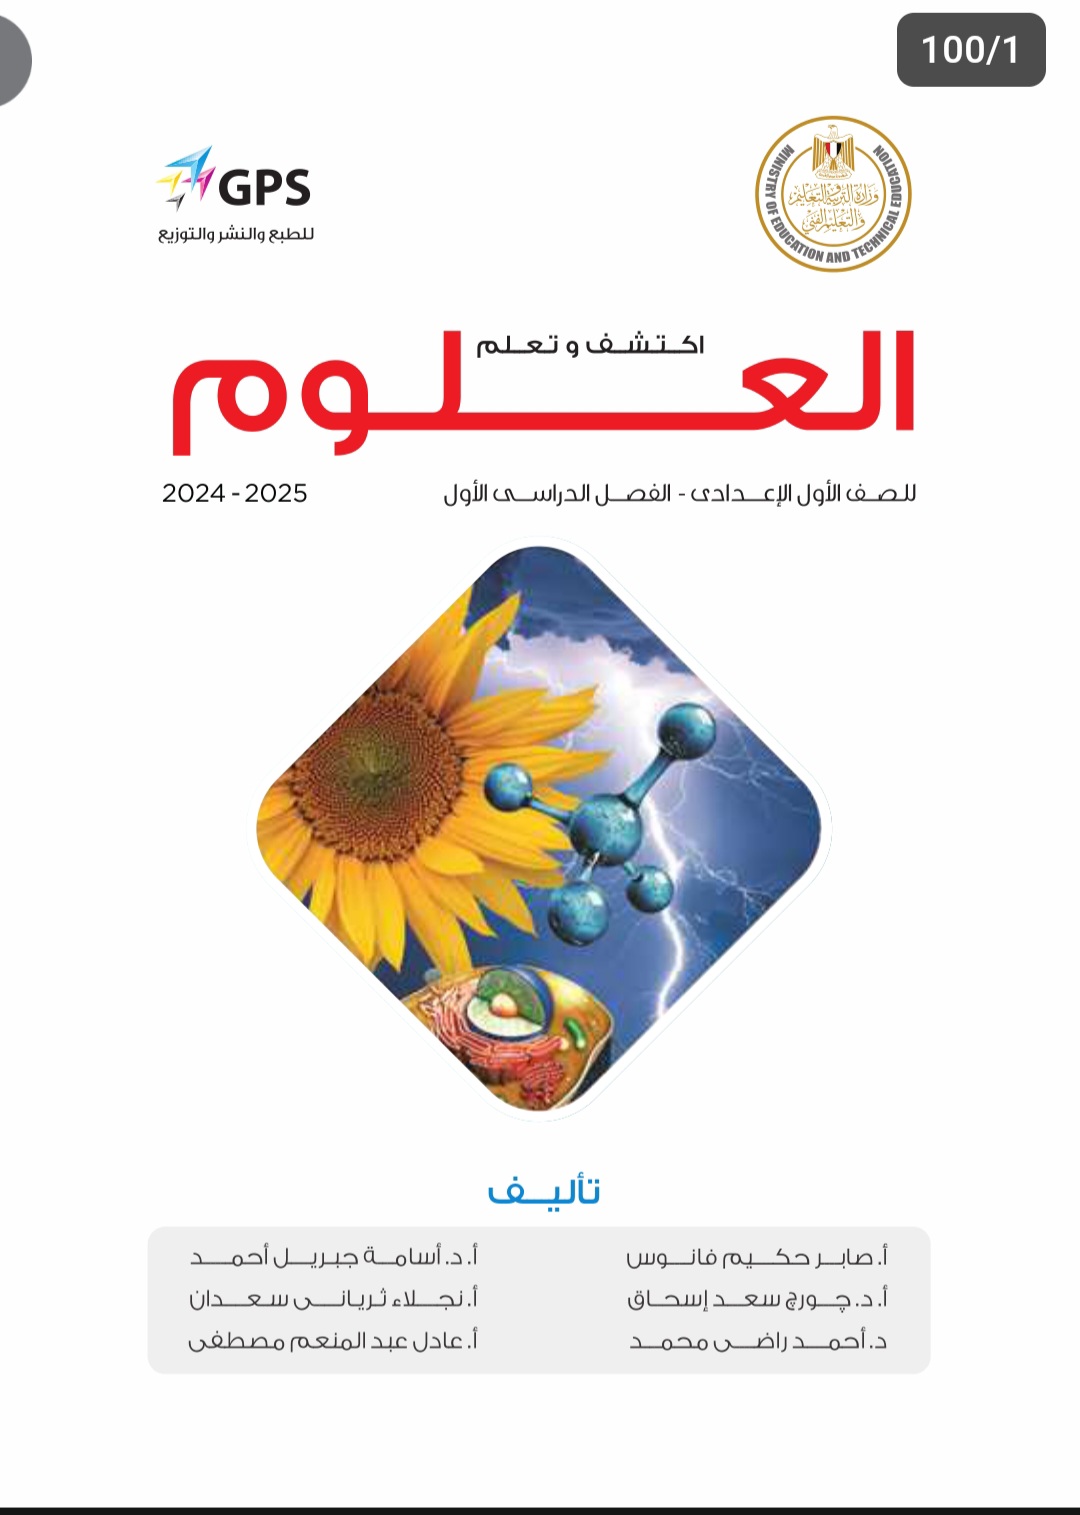 100/1
MINISTRY OF EDUCATION AND TECHNICAL EDUCATION
وزارة التربية والتعليم
والتعليم الفني
GPS
للطبع والنشر والتوزيع
اكتشف و تعلم
العلوم
للصف الأول الإعدادى - الفصل الدراسى الأول
2024 - 2025
تأليف
أ. صابر حكيم فانوس
أ. د. أسامة جبريل أحمد
أ. د. چورچ سعد إسحاق
أ. نجلاء ثريانى سعدان
د. أحمد راضى محمد
أ. عادل عبد المنعم مصطفى